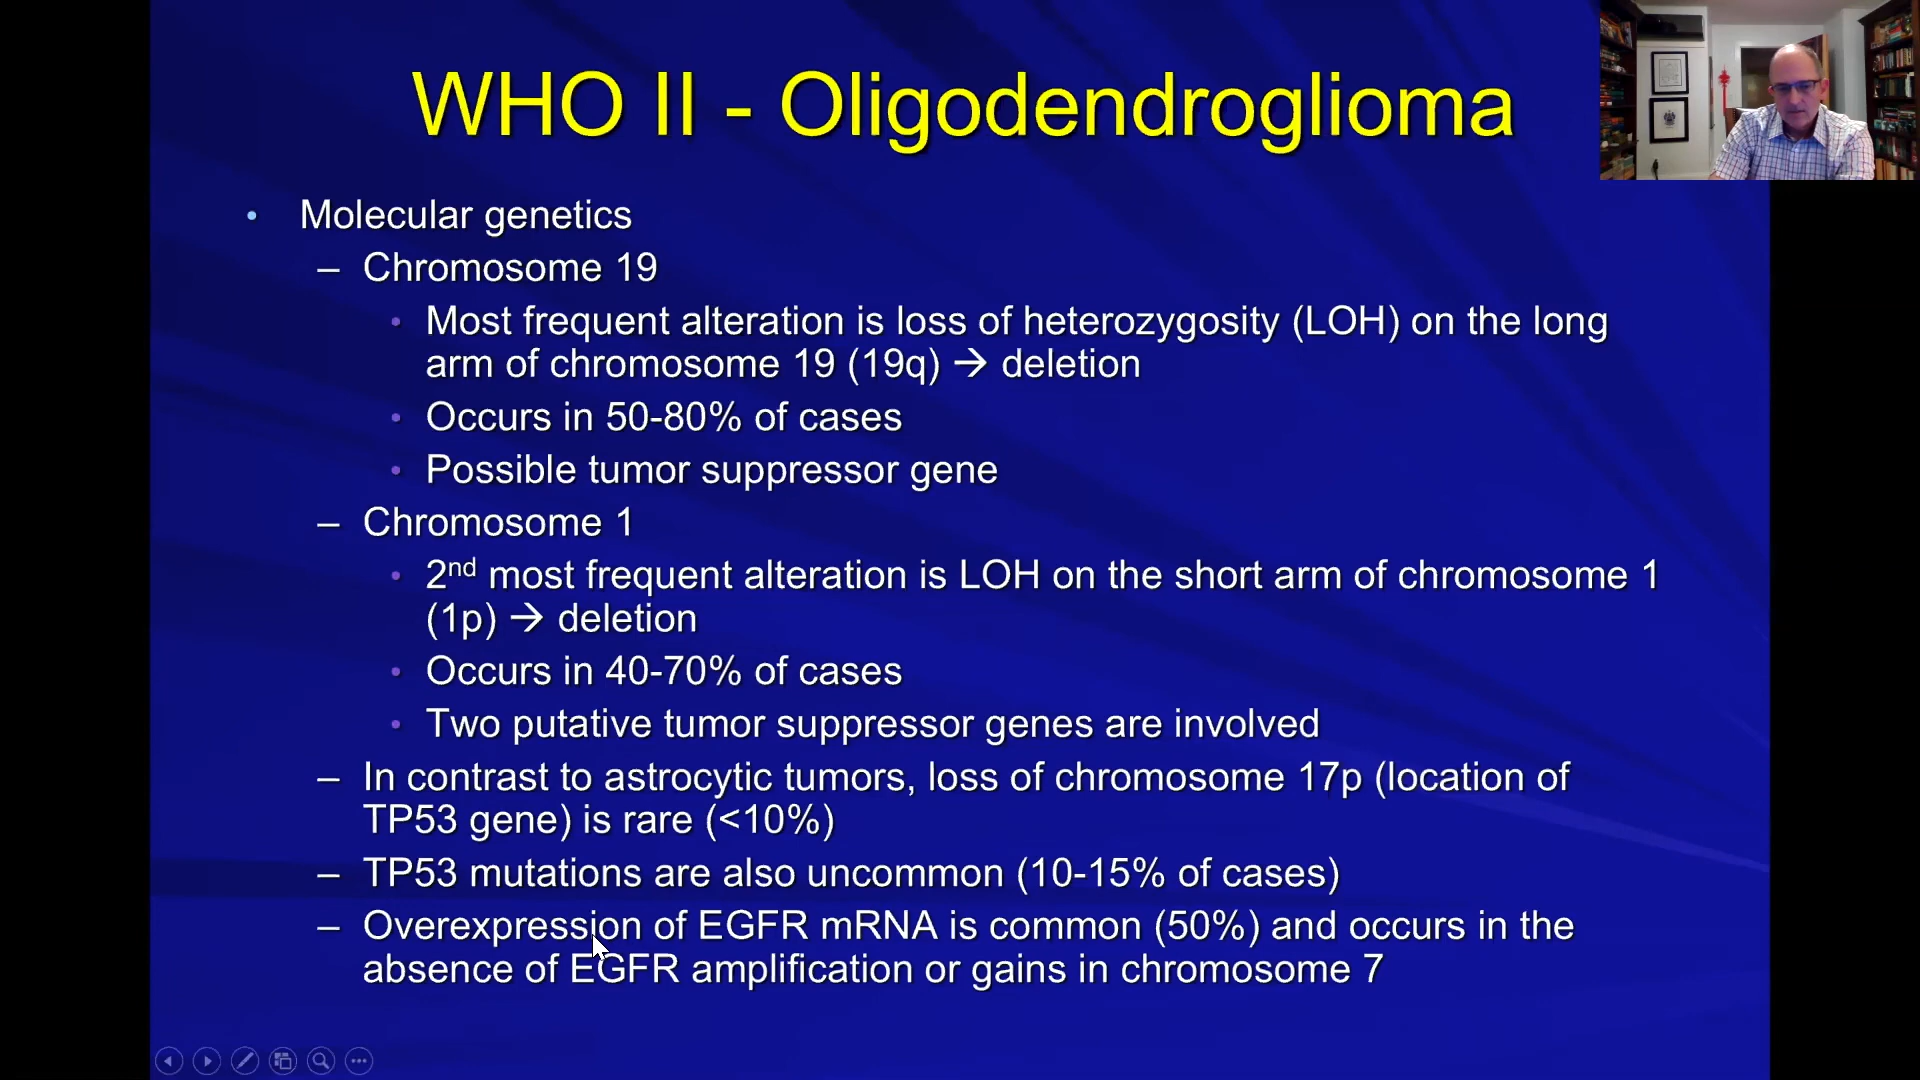 WHO II - Oligodendroglioma
• Molecular genetics
– Chromosome 19
• Most frequent alteration is loss of heterozygosity (LOH) on the long
arm of chromosome 19 (19q) → deletion
• Occurs in 50-80% of cases
• Possible tumor suppressor gene
– Chromosome 1
• 2nd most frequent alteration is LOH on the short arm of chromosome 1
(1p) → deletion
• Occurs in 40-70% of cases
• Two putative tumor suppressor genes are involved
– In contrast to astrocytic tumors, loss of chromosome 17p (location of
TP53 gene) is rare (<10%)
– TP53 mutations are also uncommon (10-15% of cases)
– Overexpression of EGFR mRNA is common (50%) and occurs in the
absence of EGFR amplification or gains in chromosome 7